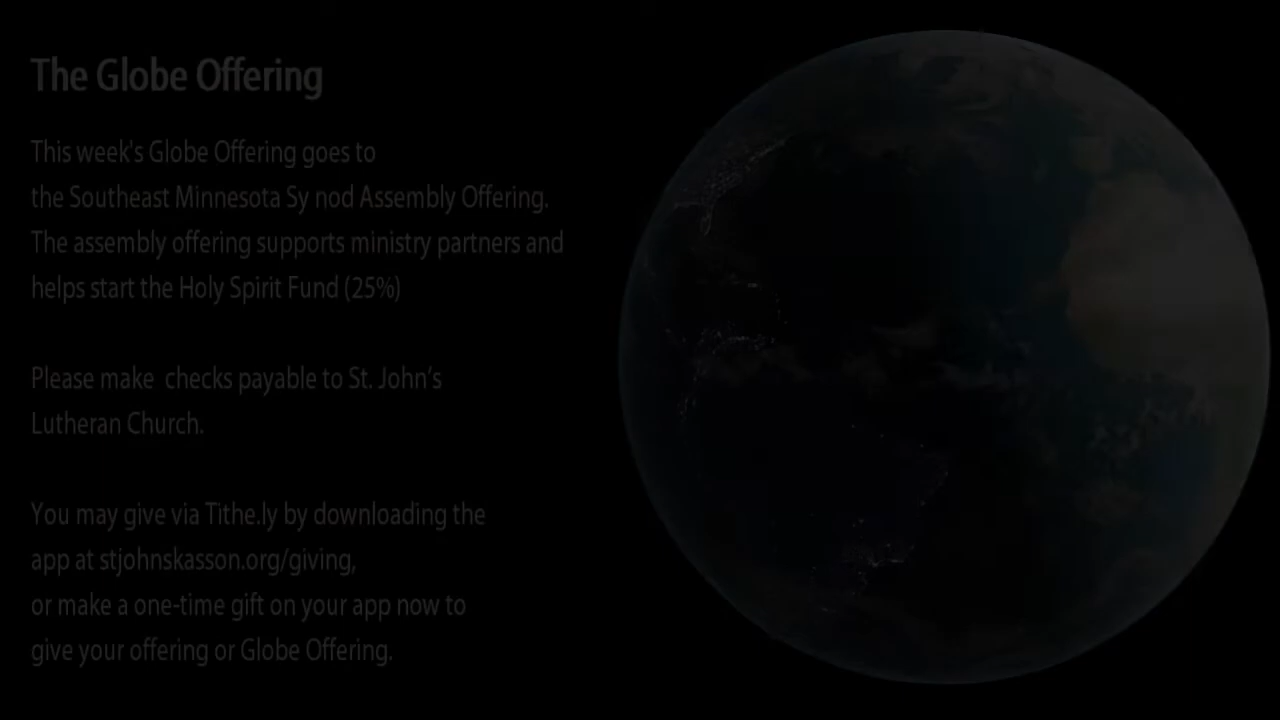 The Globe Offering
This week's Globe Offering goes to
the Southeast Minnesota Sy nod Assembly Offering.
The assembly offering supports ministry partners and
helps start the Holy Spirit Fund (25%)
Please make  checks payable to St. John’s
Lutheran Church.
You may give via Tithe.ly by downloading the
app at stjohnskasson.org/giving,
or make a one-time gift on your app now to
give your offering or Globe Offering.